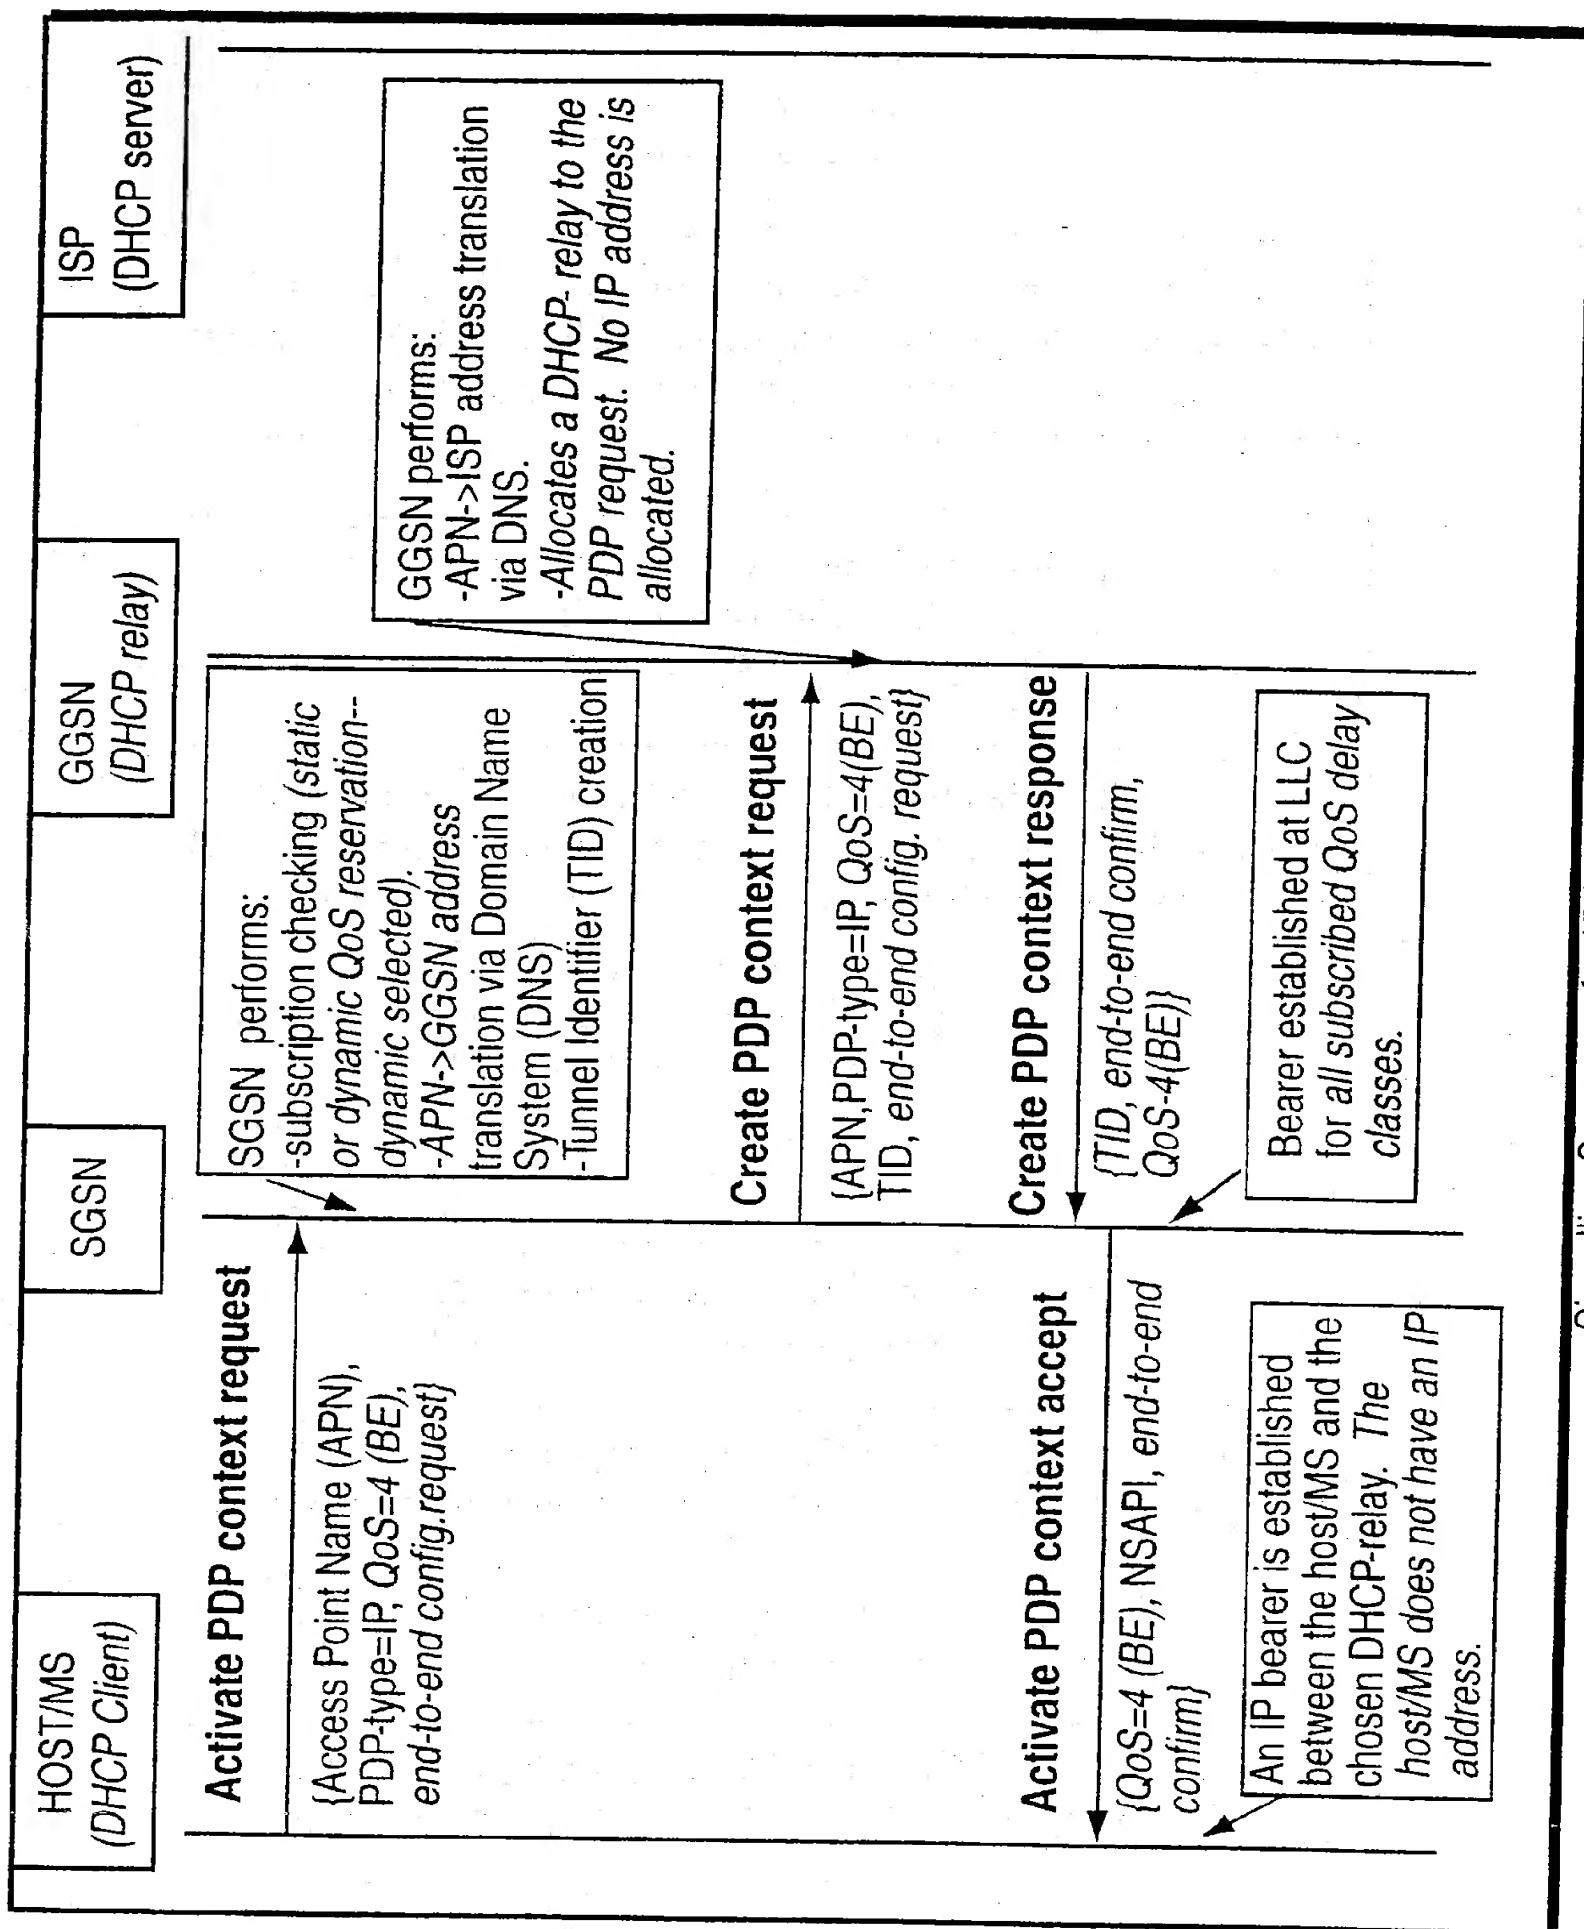 HOST/MS
(DHCP Client)
SGSN
GGSN
(DHCP relay)
ISP
(DHCP server)
Activate PDP context request
{Access Point Name (APN),
PDP-type=IP, QoS=4 (BE),
end-to-end config.request}
SGSN performs:
-subscription checking (static
or dynamic QoS reservation--
dynamic selected).
-APN->GGSN address
translation via Domain Name
System (DNS)
-Tunnel Identifier (TID) creation
Create PDP context request
{APN,PDP-type=IP, QoS=4(BE),
TID, end-to-end config. request}
GGSN performs:
-APN->ISP address translation
via DNS.
-Allocates a DHCP- relay to the
PDP request. No IP address is
allocated.
Create PDP context response
{TID, end-to-end confirm,
QoS-4(BE)}
Bearer established at LLC
for all subscribed QoS delay
classes.
Activate PDP context accept
{QoS=4 (BE), NSAPI, end-to-end
confirm}
An IP bearer is established
between the host/MS and the
chosen DHCP-relay. The
host/MS does not have an IP
address.